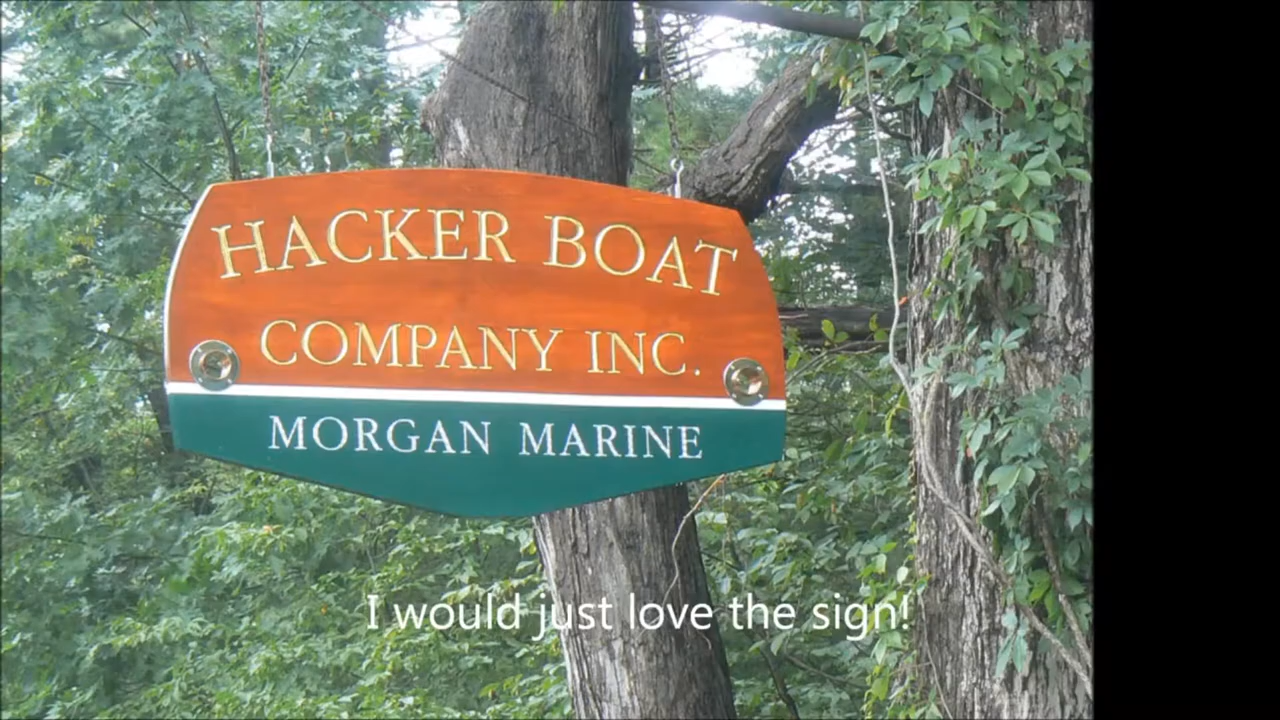 HACKER BOAT
COMPANY INC.
MORGAN MARINE
I would just love the sign!